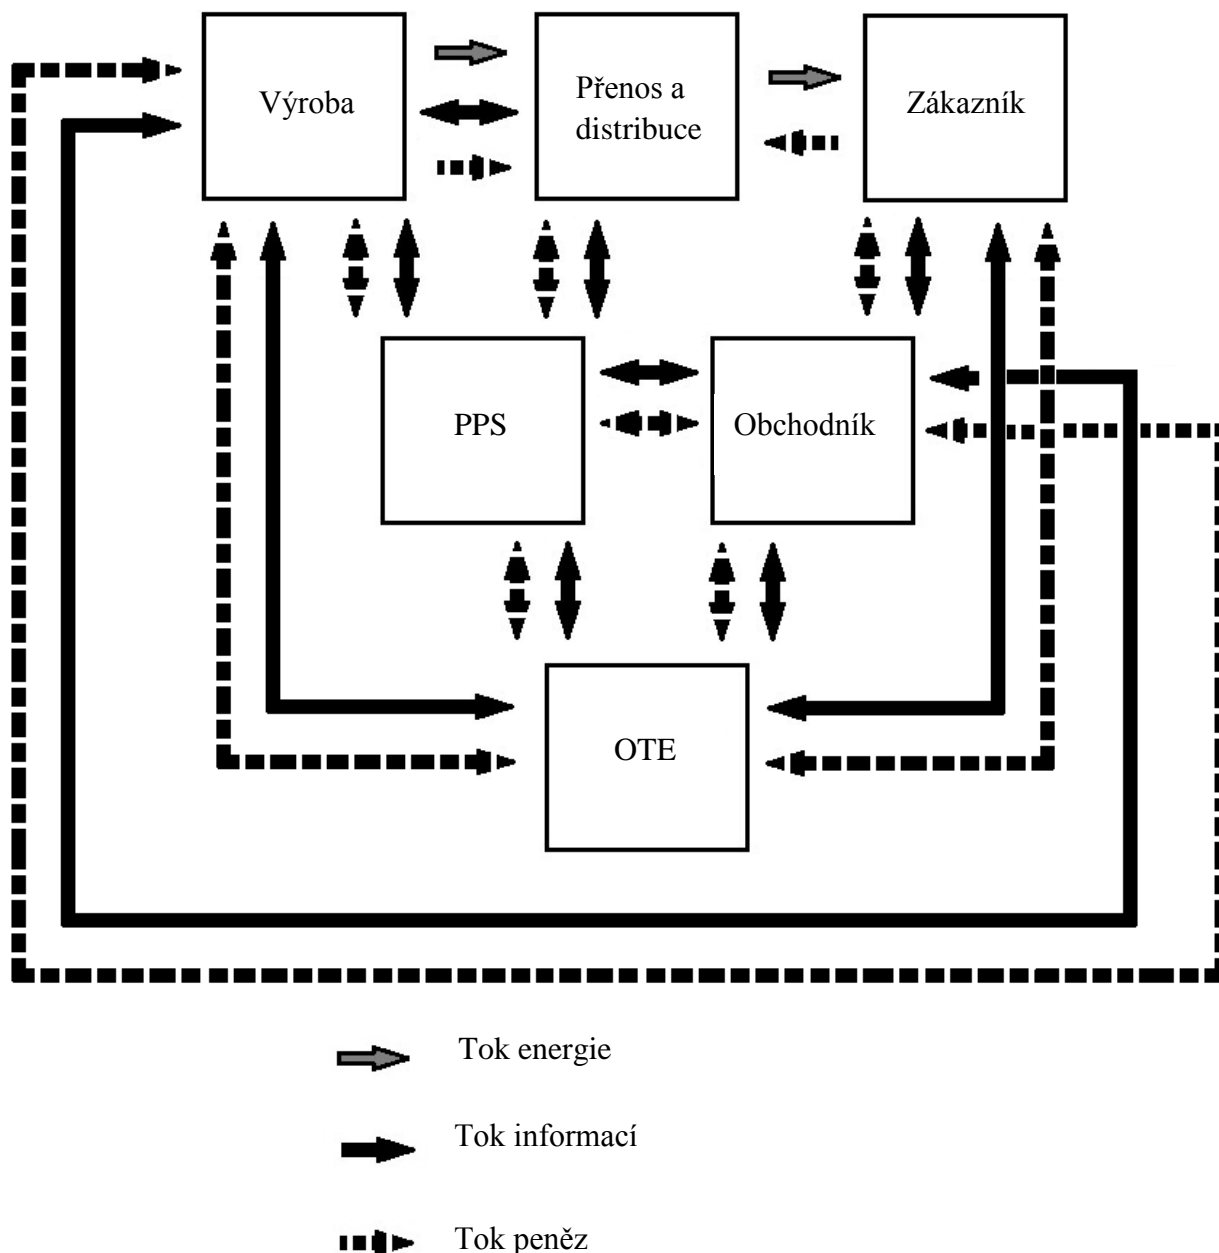 Výroba
Přenos a
distribuce
Zákazník
PPS
Obchodník
OTE
Tok energie
Tok informací
Tok peněz